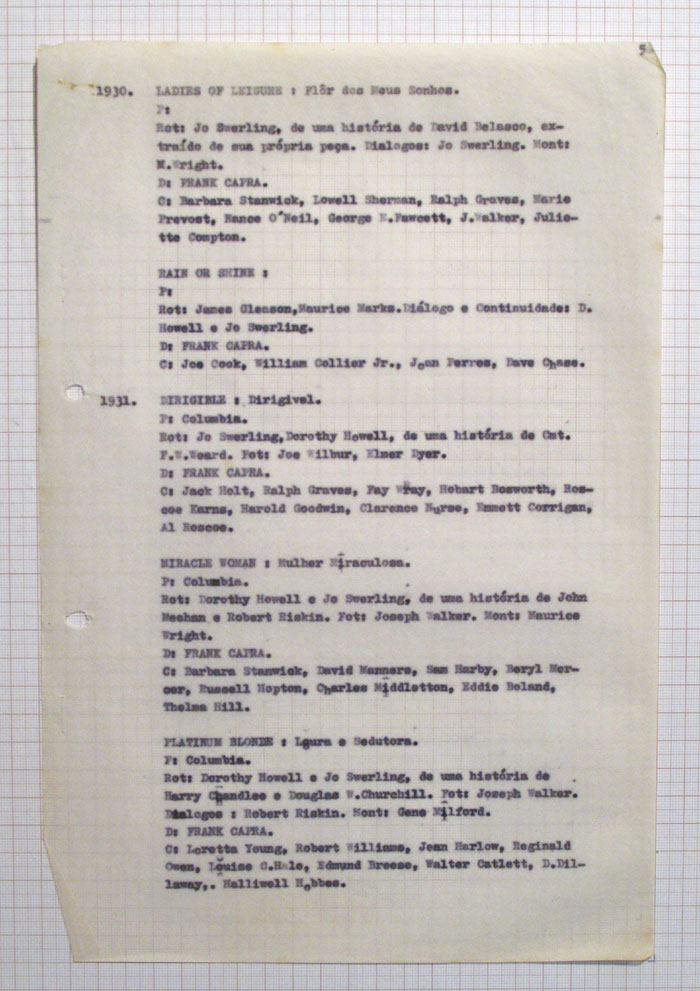 5
1930. LADIES OF LEISURE : Flôr dos Meus Sonhos.
P:
Rot: Jo Swerling, de uma história de David Belasco, ex-
traído de sua própria peça. Dialogos: Jo Swerling. Mont:
M.Wright.
D: FRANK CAPRA.
C: Barbara Stanwick, Lowell Sherman, Ralph Graves, Marie
Prevost, Nance O'Neil, George E.Fawcett, J.Walker, Julie-
tte Compton.
RAIN OR SHINE :
P:
Rot: James Gleason,Maurice Marks.Diálogo e Continuidade: D.
Howell e Jo Swerling.
D: FRANK CAPRA.
C: Joe Cook, William Collier Jr., Joan Perres, Dave Chase.
1931. DIRIGIBLE : Dirigivel.
P: Columbia.
Rot: Jo Swerling,Dorothy Howell, de uma história de Cmt.
F.W.Weard. Fot: Joe Wilbur, Elmer Dyer.
D: FRANK CAPRA.
C: Jack Holt, Ralph Graves, Fay Wray, Hobart Bosworth, Ros-
coe Karns, Harold Goodwin, Clarence Nurse, Emmett Corrigan,
Al Roscoe.
MIRACLE WOMAN : Mulher Miraculosa.
P: Columbia.
Rot: Dorothy Howell e Jo Swerling, de uma história de John
Meehan e Robert Riskin. Fot: Joseph Walker. Mont: Maurice
Wright.
D: FRANK CAPRA.
C: Barbara Stanwick, David Manners, Sam Harby, Beryl Mer-
cer, Russell Hopton, Charles Middletton, Eddie Boland,
Thelma Hill.
PLATINUM BLONDE : Loura e Sedutora.
P: Columbia.
Rot: Dorothy Howell e Jo Swerling, de uma história de
Harry Chandlee e Douglas W.Churchill. Fot: Joseph Walker.
Dialogos : Robert Riskin. Mont: Gene Milford.
D: FRANK CAPRA.
C: Loretta Young, Robert Williams, Jean Harlow, Reginald
Owen, Louise C.Hale, Edmund Breese, Walter Catlett, D.Dil-
laway,. Halliwell Hobbes.